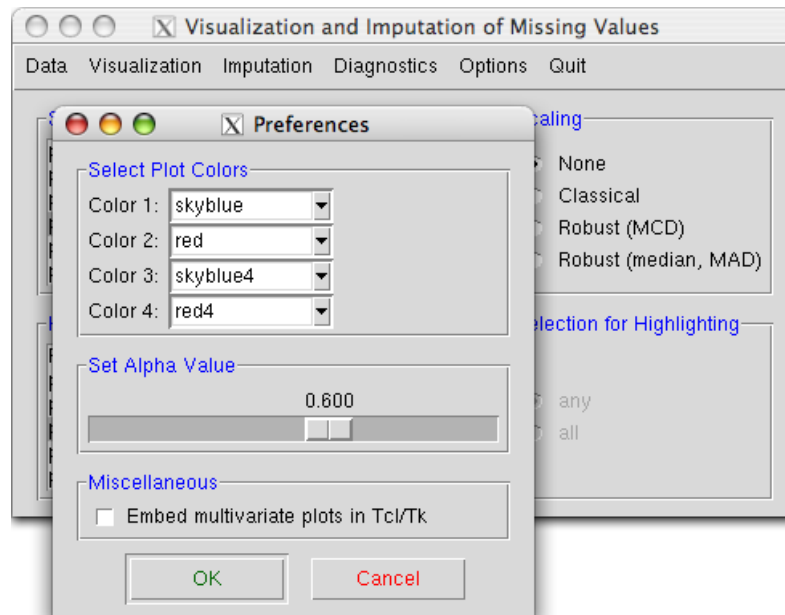 Visualization and Imputation of Missing Values
Data Visualization Imputation Diagnostics Options Quit
Preferences
Select Plot Colors
Color 1: skyblue
Color 2: red
Color 3: skyblue4
Color 4: red4
Set Alpha Value
0.600
Miscellaneous
Embed multivariate plots in Tcl/Tk
OK Cancel
None
Classical
Robust (MCD)
Robust (median, MAD)
for Highlighting
any
all